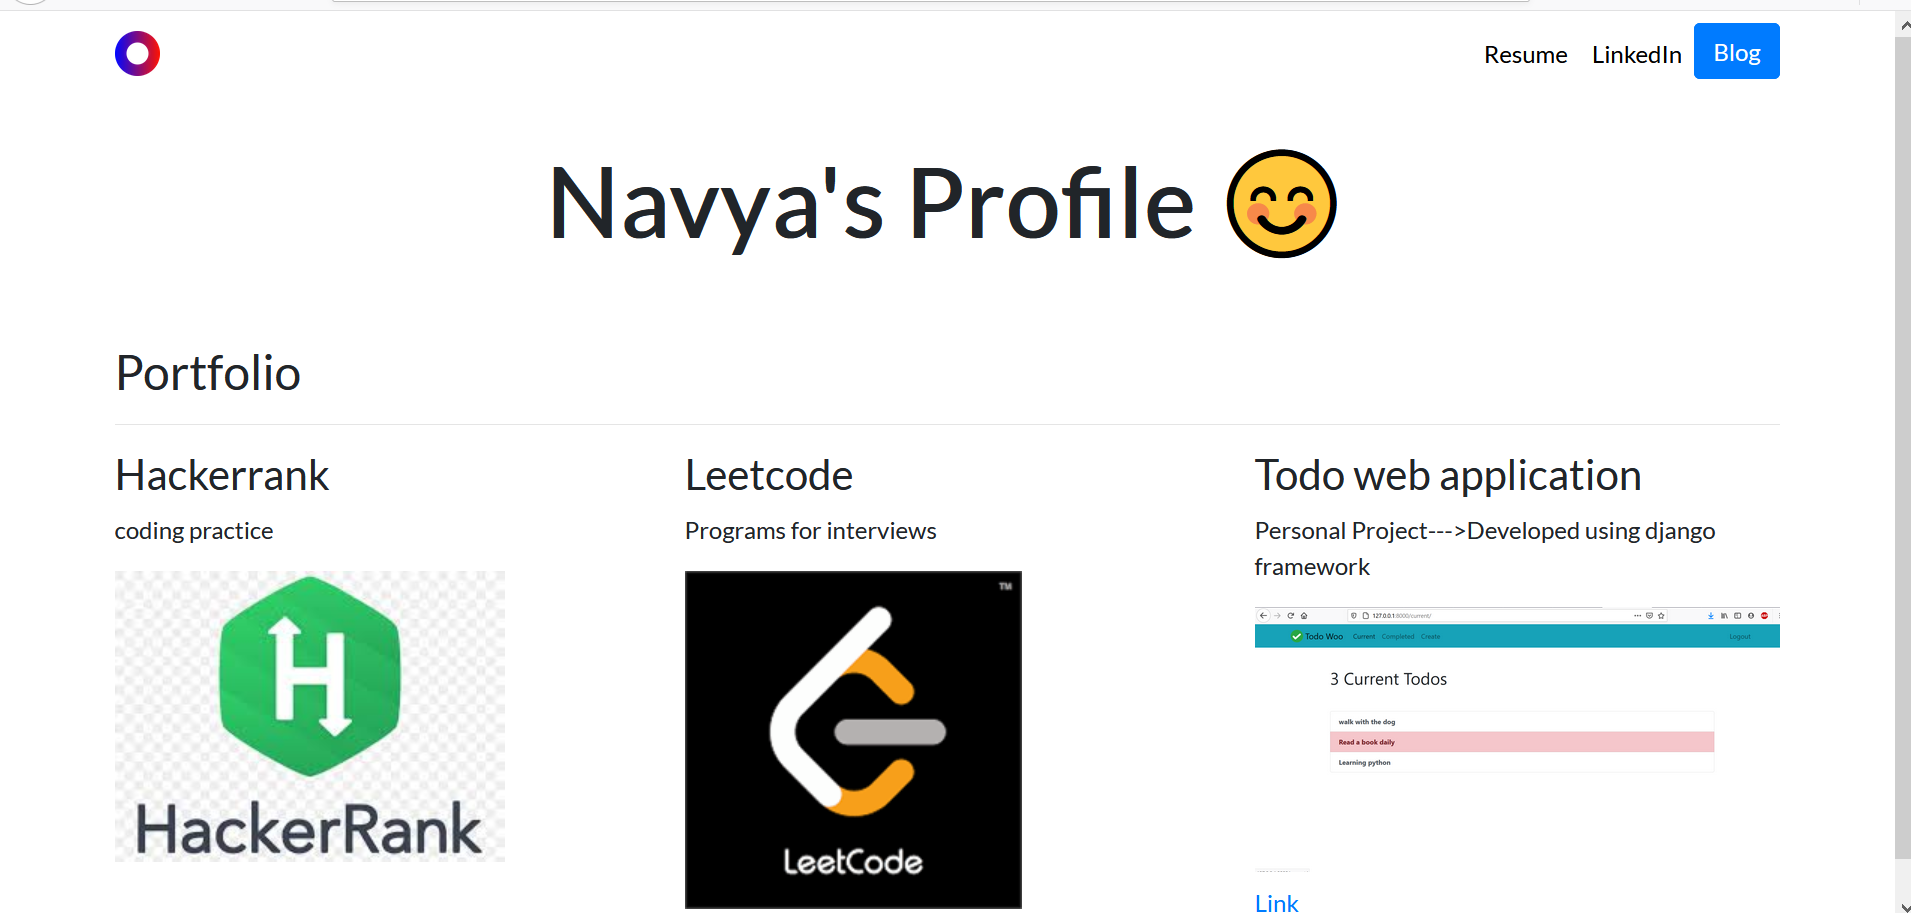 Resume LinkedIn Blog
Navya's Profile
Portfolio
Hackerrank
coding practice
HackerRank
Leetcode
Programs for interviews
TM
LeetCode
Todo web application
Personal Project--->Developed using django
framework
127.0.0.1:8000/current/
Todo Woo Current Completed Create Logout
3 Current Todos
walk with the dog
Read a book daily
Learning python
Link